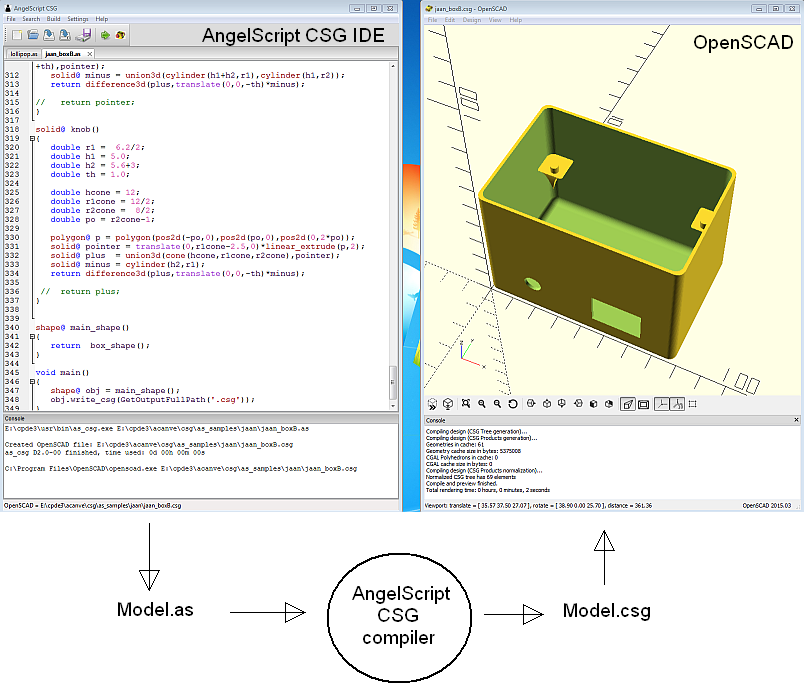 AngelScript CSG
File Search Build Settings Help
AngelScript CSG IDE
lollipop.as jaan_boxB.as
+th),pointer);
312 solid@ minus = union3d(cylinder(h1+h2,r1),cylinder(h1,r2));
313 return difference3d(plus,translate(0,0,-th)*minus);
314
315 // return pointer;
316 }
317
318 solid@ knob()
319 {
320 double r1 = 6.2/2;
321 double h1 = 5.0;
322 double h2 = 5.6+3;
323 double th = 1.0;
324
325 double hcone = 12;
326 double r1cone = 12/2;
327 double r2cone = 8/2;
328 double po = r2cone-1;
329
330 polygon@ p = polygon(pos2d(-po,0),pos2d(po,0),pos2d(0,2*po));
331 solid@ pointer = translate(0,r1cone-2.5,0)*linear_extrude(p,2);
332 solid@ plus = union3d(cone(hcone,r1cone,r2cone),pointer);
333 solid@ minus = cylinder(h2,r1);
334 return difference3d(plus,translate(0,0,-th)*minus);
335
336 // return plus;
337 }
338
339
340 shape@ main_shape()
341 {
342 return box_shape();
343 }
344
345 void main()
346 {
347 shape@ obj = main_shape();
348 obj.write_csg(GetOutputFullPath(".csg"));
349 }
Console
E:\cpde3\usr\bin\as_csg.exe E:\cpde3\acanve\csg\as_samples\jaan\jaan_boxB.as
Created OpenSCAD file: E:\cpde3\acanve\csg\as_samples\jaan\jaan_boxB.csg
as_csg D2.0-00 finished, time used: 0d 00h 00m 00s
C:\Program Files\OpenSCAD\openscad.exe E:\cpde3\acanve\csg\as_samples\jaan\jaan_boxB.csg
OpenSCAD = E:\cpde3\acanve\csg\as_samples\jaan\jaan_boxB.csg
jaan_boxB.csg - OpenSCAD
File Edit Design View Help
OpenSCAD
Console
Compiling design (CSG Tree generation)...
Compiling design (CSG Products generation)...
Geometries in cache: 61
Geometry cache size in bytes: 5375008
CGAL Polyhedrons in cache: 0
CGAL cache size in bytes: 0
Compiling design (CSG Products normalization)...
Normalized CSG tree has 69 elements
Compile and preview finished.
Total rendering time: 0 hours, 0 minutes, 2 seconds
Viewport: translate = [ 35.57 37.50 27.07 ], rotate = [ 38.90 0.00 25.70 ], distance = 361.36 OpenSCAD 2015.03
Model.as
AngelScript
CSG
compiler
Model.csg